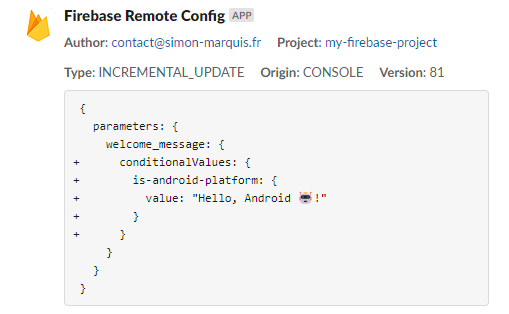 Firebase Remote Config APP
Author: contact@simon-marquis.fr Project: my-firebase-project
Type: INCREMENTAL_UPDATE Origin: CONSOLE Version: 81
{
  parameters: {
    welcome_message: {
+     conditionalValues: {
+       is-android-platform: {
+         value: "Hello, Android 🤖!"
+       }
+     }
    }
  }
}